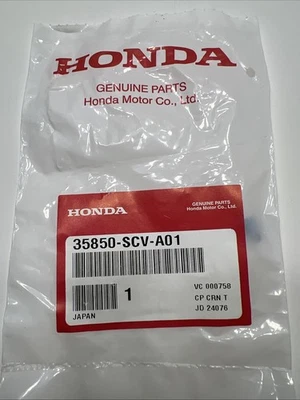 HONDA
GENUINE PARTS
Honda Motor Co., Ltd.
HONDA
GENUINE PARTS
Honda Motor Co., Ltd.
35850-SCV-A01
1
VC 000758
CP CRN T
JAPAN
JD 24076